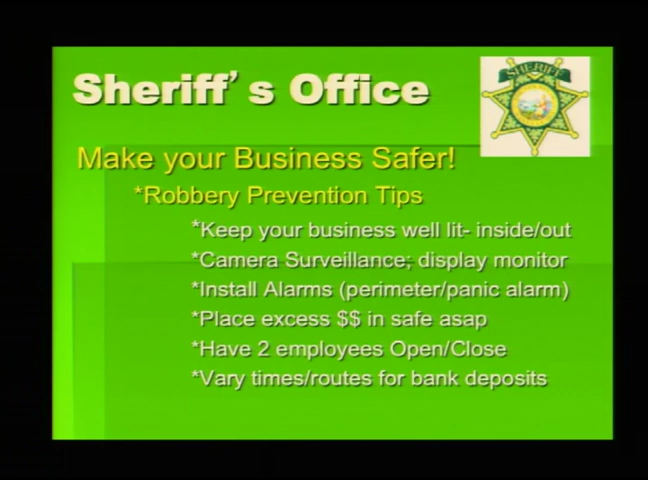 Sheriff's Office
SHERIFF
Make your Business Safer!
*Robbery Prevention Tips
*Keep your business well lit- inside/out
*Camera Surveillance; display monitor
*Install Alarms (perimeter/panic alarm)
*Place excess $$ in safe asap
*Have 2 employees Open/Close
*Vary times/routes for bank deposits